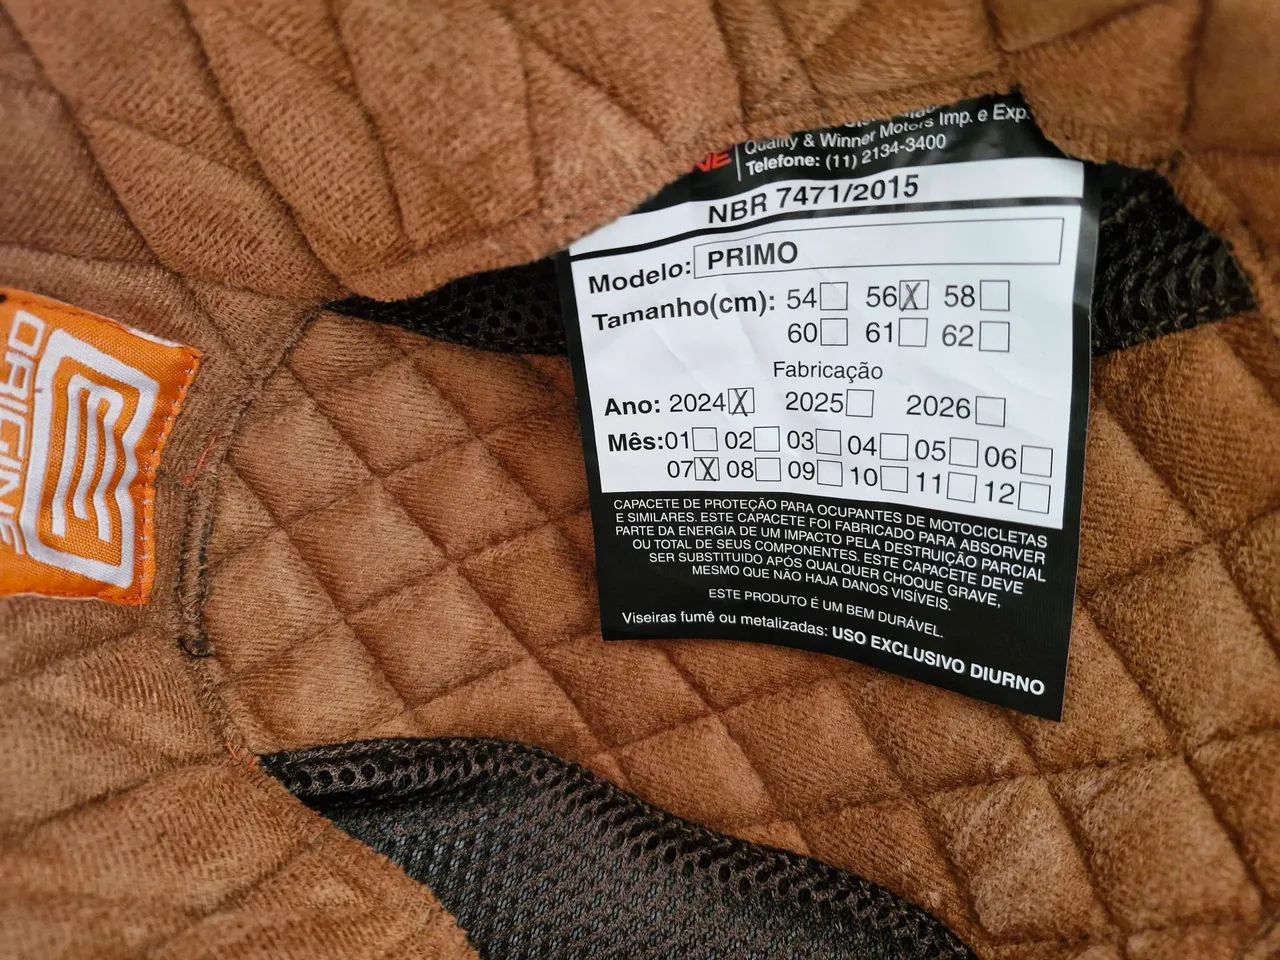 Quality & Winner Motors Imp. e Exp.
Telefone: (11) 2134-3400
NBR 7471/2015
Modelo: PRIMO
Tamanho(cm): 54 56 X 58
60 61 62
Fabricação
Ano: 2024 X 2025 2026
Mês: 01 02 03 04 05 06
07 X 08 09 10 11 12
CAPACETE DE PROTEÇÃO PARA OCUPANTES DE MOTOCICLETAS
E SIMILARES. ESTE CAPACETE FOI FABRICADO PARA ABSORVER
PARTE DA ENERGIA DE UM IMPACTO PELA DESTRUIÇÃO PARCIAL
OU TOTAL DE SEUS COMPONENTES. ESTE CAPACETE DEVE
SER SUBSTITUIDO APÓS QUALQUER CHOQUE GRAVE,
MESMO QUE NÃO HAJA DANOS VISÍVEIS.
ESTE PRODUTO É UM BEM DURÁVEL.
Viseiras fumê ou metalizadas: USO EXCLUSIVO DIURNO
ORIGINE